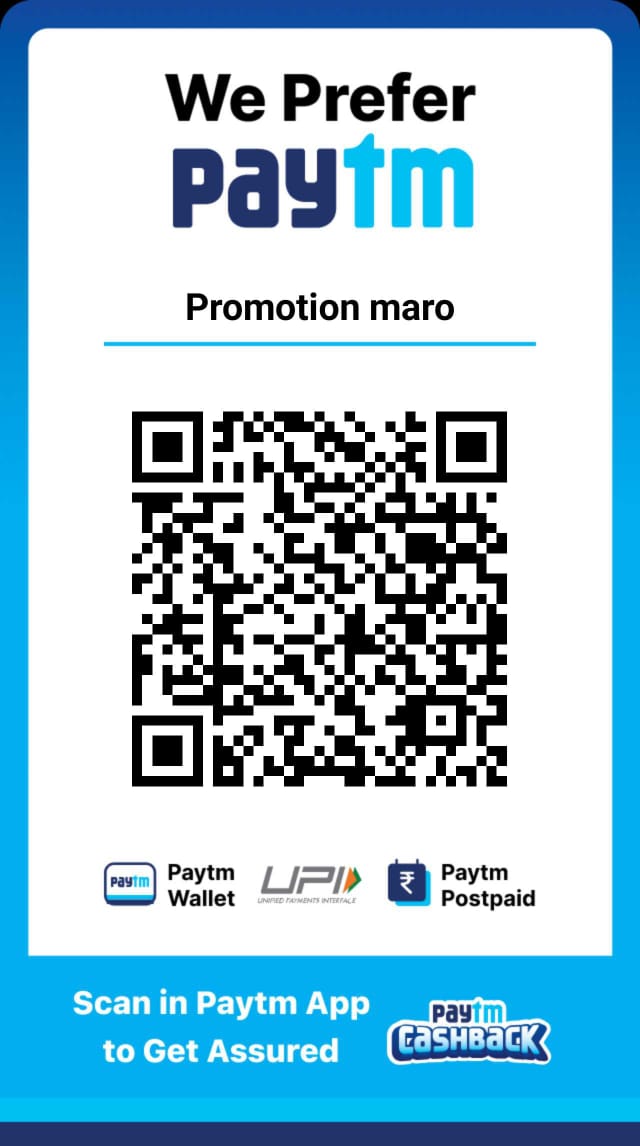 We Prefer
paytm
Promotion maro
paytm
Paytm
Wallet
UPI
UNIFIED PAYMENTS INTERFACE
₹
Paytm
Postpaid
Scan in Paytm App
to Get Assured
paytm
CASHBACK